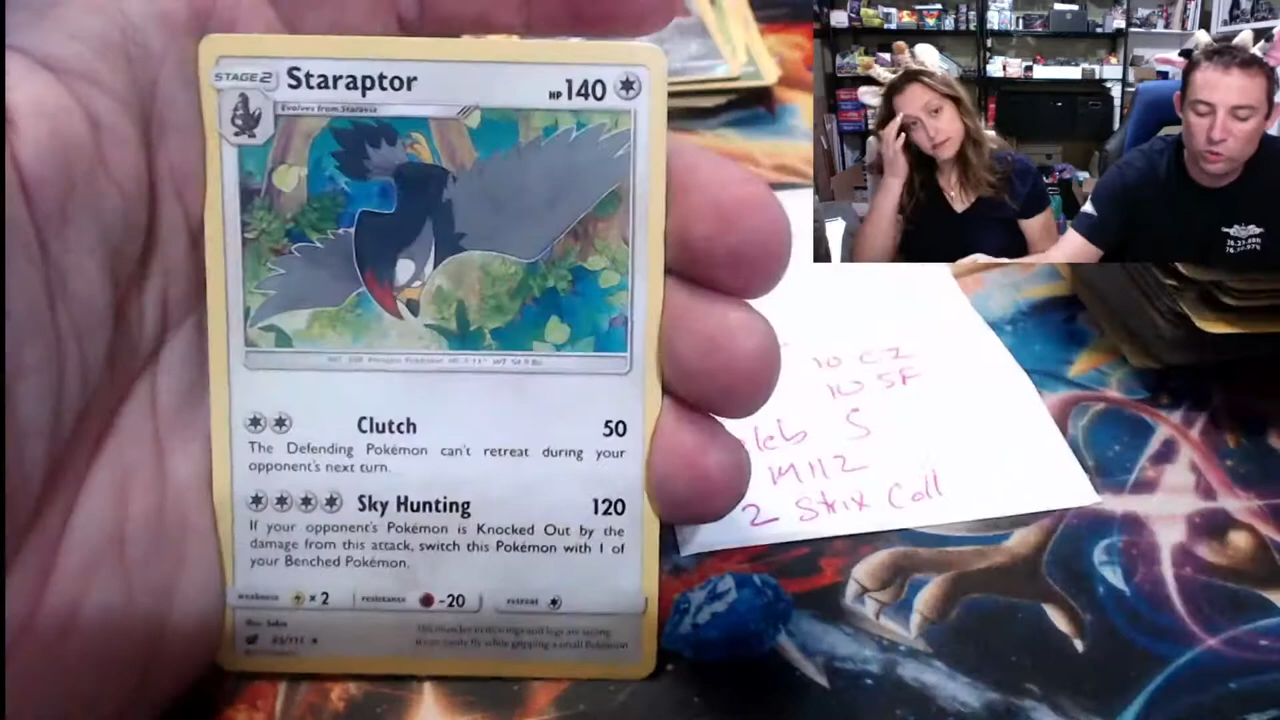 STAGE 2 Staraptor HP 140
Evolves from Staravia
Clutch 50
The Defending Pokémon can't retreat during your
opponent's next turn.
Sky Hunting 120
If your opponent's Pokémon is Knocked Out by the
damage from this attack, switch this Pokémon with 1 of
your Benched Pokémon.
weakness × 2 resistance -20 retreat
10 CZ
10 SF
eleb 5
2 Strix Coll